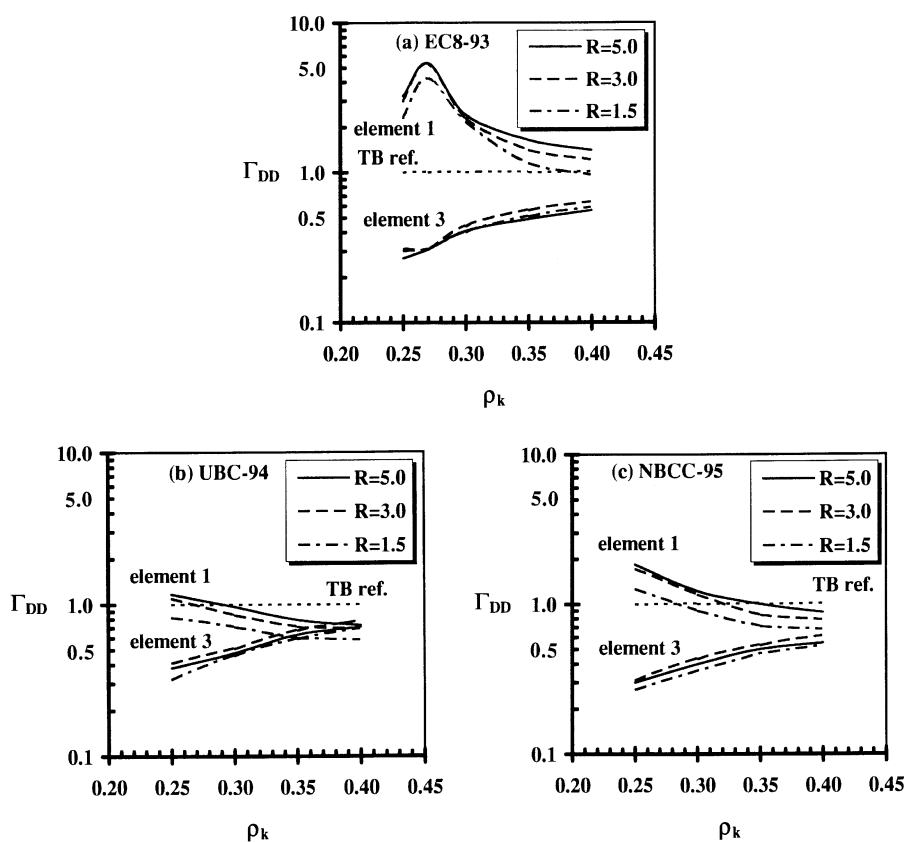 (a) EC8-93
R=5.0
R=3.0
R=1.5
10.0
5.0
1.0
0.5
0.1
Γ_DD
element 1
TB ref.
element 3
0.20 0.25 0.30 0.35 0.40 0.45
ρ_k
(b) UBC-94
R=5.0
R=3.0
R=1.5
10.0
5.0
1.0
0.5
0.1
Γ_DD
element 1
TB ref.
element 3
0.20 0.25 0.30 0.35 0.40 0.45
ρ_k
(c) NBCC-95
R=5.0
R=3.0
R=1.5
10.0
5.0
1.0
0.5
0.1
Γ_DD
element 1
TB ref.
element 3
0.20 0.25 0.30 0.35 0.40 0.45
ρ_k